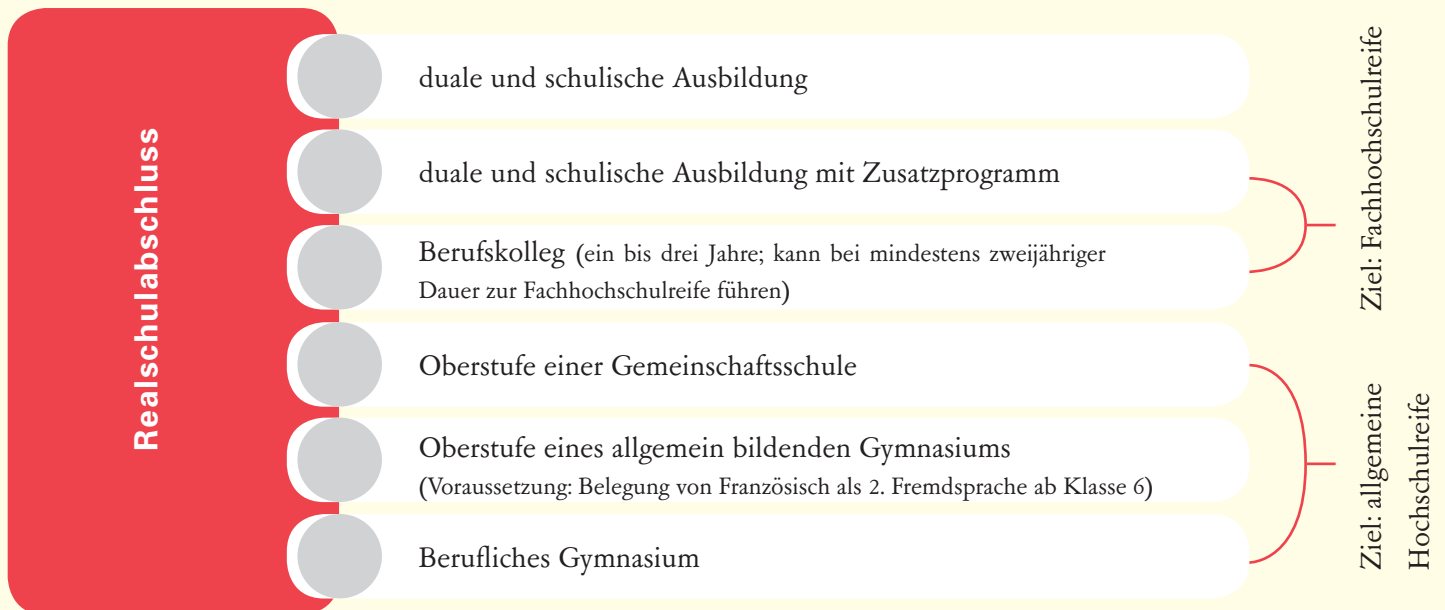 Realschulabschluss
duale und schulische Ausbildung
duale und schulische Ausbildung mit Zusatzprogramm
Berufskolleg (ein bis drei Jahre; kann bei mindestens zweijähriger
Dauer zur Fachhochschulreife führen)
Oberstufe einer Gemeinschaftsschule
Oberstufe eines allgemein bildenden Gymnasiums
(Voraussetzung: Belegung von Französisch als 2. Fremdsprache ab Klasse 6)
Berufliches Gymnasium
Ziel: Fachhochschulreife
Ziel: allgemeine
Hochschulreife